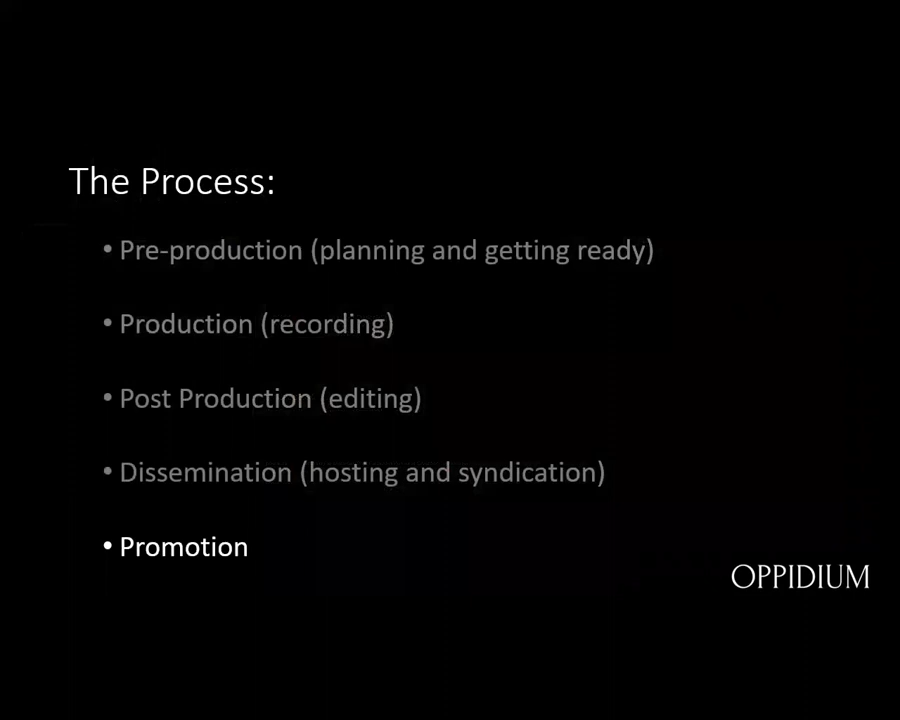 The Process:
• Pre-production (planning and getting ready)
• Production (recording)
• Post Production (editing)
• Dissemination (hosting and syndication)
• Promotion
OPPIDIUM